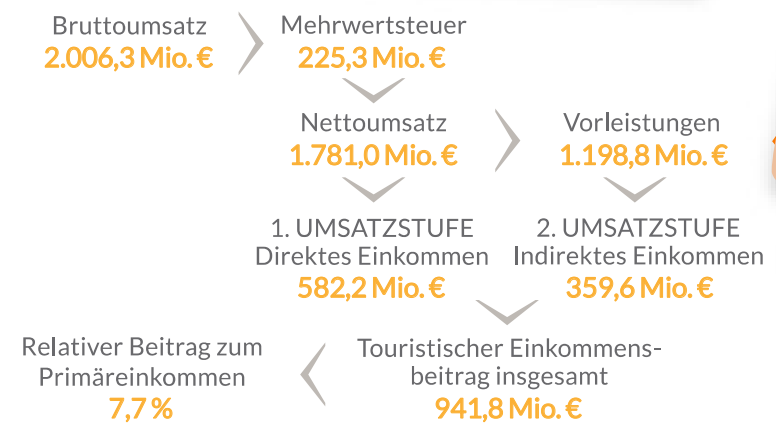 Bruttoumsatz
2.006,3 Mio. €
Mehrwertsteuer
225,3 Mio. €
Nettoumsatz
1.781,0 Mio. €
Vorleistungen
1.198,8 Mio. €
1. UMSATZSTUFE
Direktes Einkommen
582,2 Mio. €
2. UMSATZSTUFE
Indirektes Einkommen
359,6 Mio. €
Touristischer Einkommens-
beitrag insgesamt
941,8 Mio. €
Relativer Beitrag zum
Primäreinkommen
7,7 %